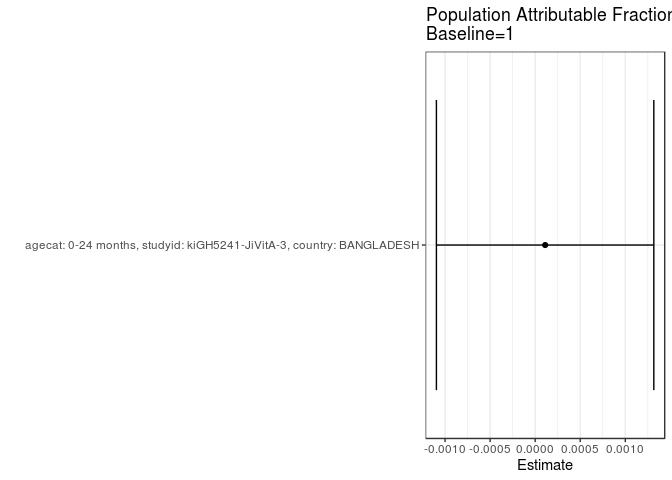 Population Attributable Fraction
Baseline=1
agecat: 0-24 months, studyid: kiGH5241-JiVitA-3, country: BANGLADESH
-0.0010 -0.0005 0.0000 0.0005 0.0010
Estimate